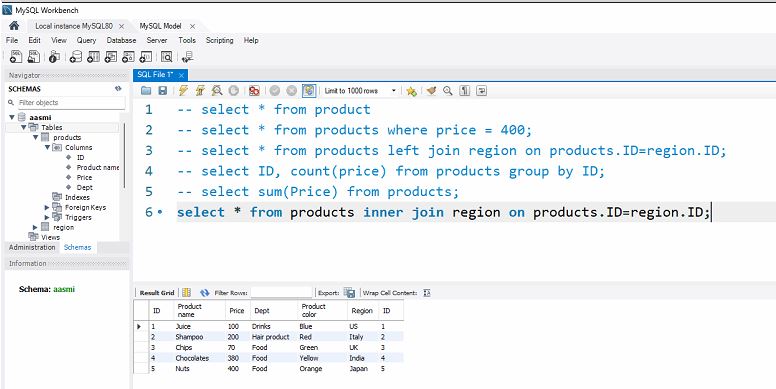 MySQL Workbench
Local instance MySQL80 × MySQL Model ×
File Edit View Query Database Server Tools Scripting Help
Navigator
SQL File 1* ×
SCHEMAS
Limit to 1000 rows
Filter objects
aasmi
Tables
products
Columns
ID
Product name
Price
Dept
Indexes
Foreign Keys
Triggers
region
Views
Administration Schemas
Information
Schema: aasmi
1 -- select * from product
2 -- select * from products where price = 400;
3 -- select * from products left join region on products.ID=region.ID;
4 -- select ID, count(price) from products group by ID;
5 -- select sum(Price) from products;
6 select * from products inner join region on products.ID=region.ID;
Result Grid Filter Rows: Export: Wrap Cell Content:
ID Product name Price Dept Product color Region ID
1 Juice 100 Drinks Blue US 1
2 Shampoo 200 Hair product Red Italy 2
3 Chips 70 Food Green UK 3
4 Chocolates 380 Food Yellow India 4
5 Nuts 400 Food Orange Japan 5